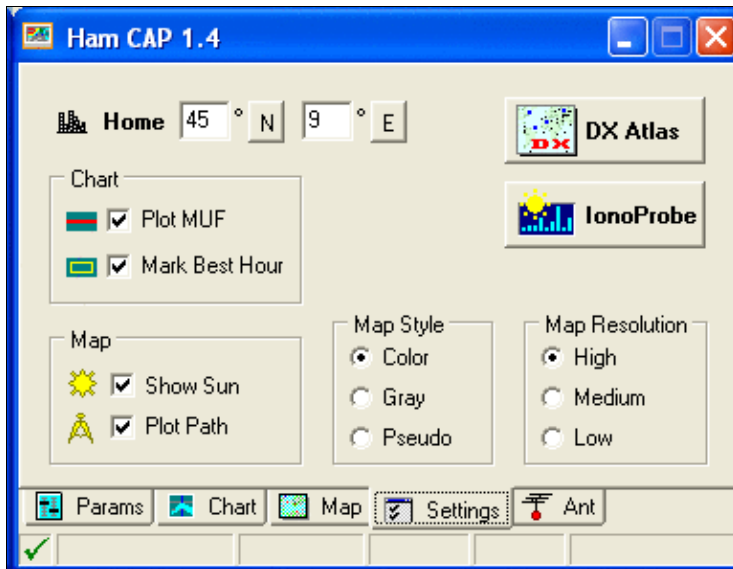 Ham CAP 1.4
Home 45 ° N 9 ° E
DX DX Atlas
IonoProbe
Chart
Plot MUF
Mark Best Hour
Map
Show Sun
Plot Path
Map Style
Color
Gray
Pseudo
Map Resolution
High
Medium
Low
Params Chart Map Settings Ant